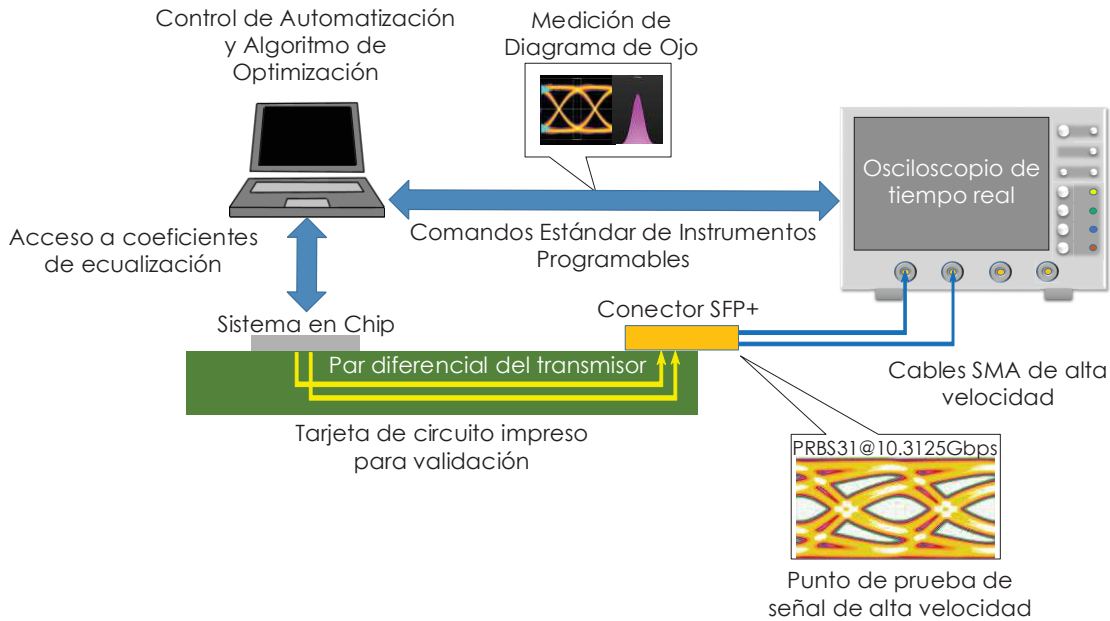 Control de Automatización
y Algoritmo de
Optimización
Medición de
Diagrama de Ojo
Osciloscopio de
tiempo real
Acceso a coeficientes
de ecualización
Comandos Estándar de Instrumentos
Programables
Sistema en Chip
Conector SFP+
Par diferencial del transmisor
Cables SMA de alta
velocidad
Tarjeta de circuito impreso
para validación
PRBS31@10.3125Gbps
Punto de prueba de
señal de alta velocidad